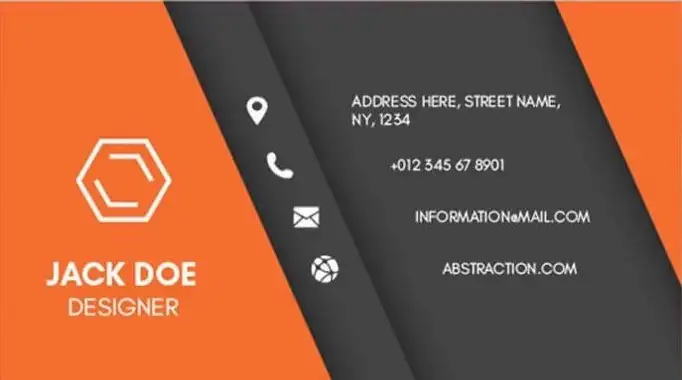 ADDRESS HERE, STREET NAME,
NY, 1234
+012 345 67 8901
INFORMATION@MAIL.COM
ABSTRACTION.COM
JACK DOE
DESIGNER